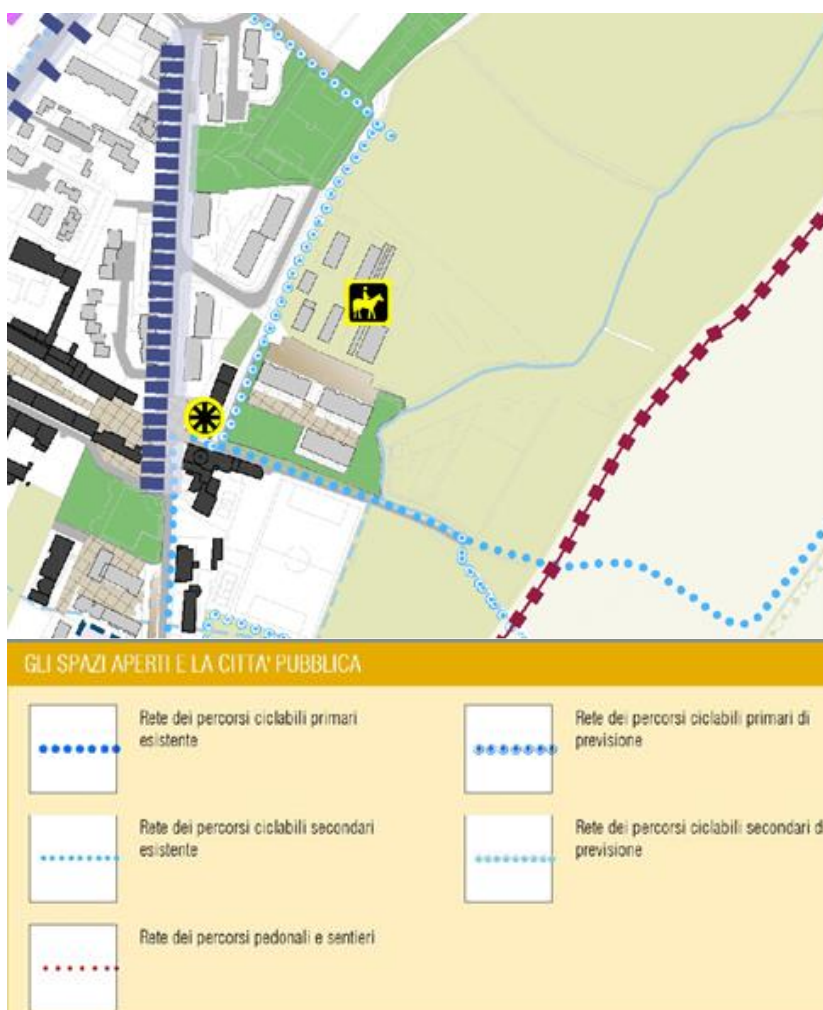 GLI SPAZI APERTI E LA CITTA' PUBBLICA
Rete dei percorsi ciclabili primari
esistente
Rete dei percorsi ciclabili primari di
previsione
Rete dei percorsi ciclabili secondari
esistente
Rete dei percorsi ciclabili secondari d
previsione
Rete dei percorsi pedonali e sentieri